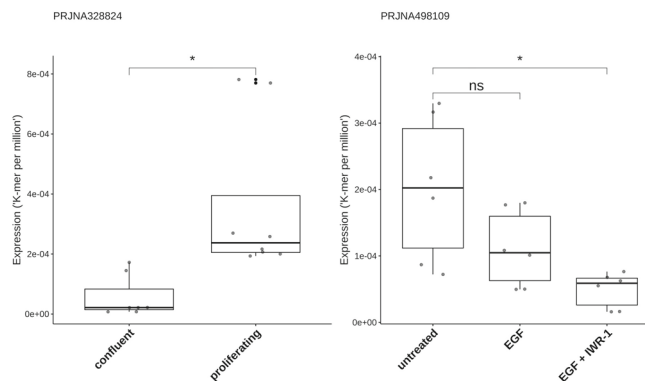 PRJNA328824
*
8e-04
6e-04
4e-04
2e-04
0e+00
Expression ('K-mer per million')
confluent
proliferating
PRJNA498109
*
ns
4e-04
3e-04
2e-04
1e-04
0e+00
Expression ('K-mer per million')
untreated
EGF
EGF + IWR-1